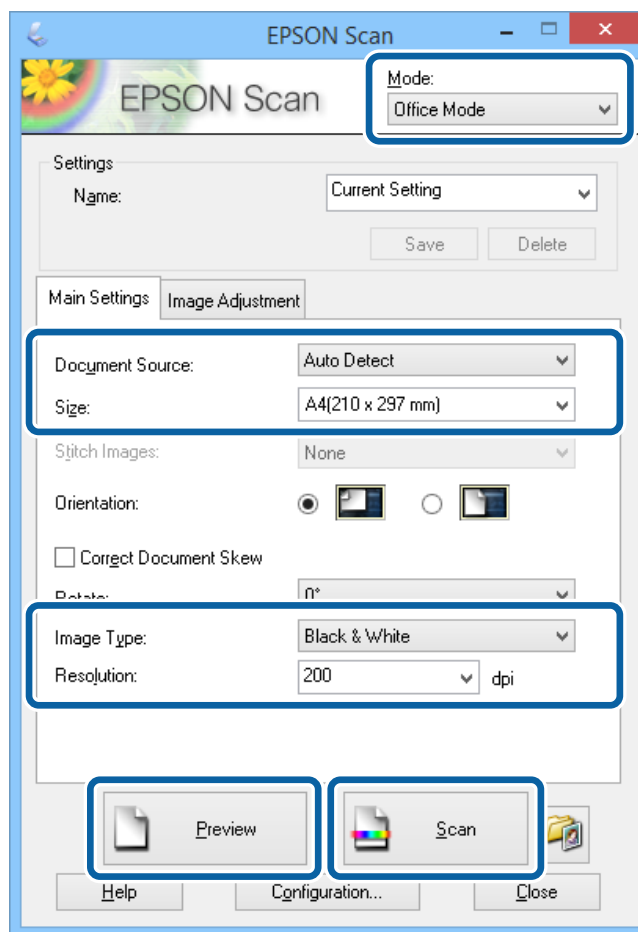 EPSON Scan
EPSON Scan
Mode:
Office Mode
Settings
Name:
Current Setting
Save
Delete
Main Settings
Image Adjustment
Document Source:
Auto Detect
Size:
A4(210 x 297 mm)
Stitch Images:
None
Orientation:
Correct Document Skew
Rotate:
0°
Image Type:
Black & White
Resolution:
200
dpi
Preview
Scan
Help
Configuration...
Close